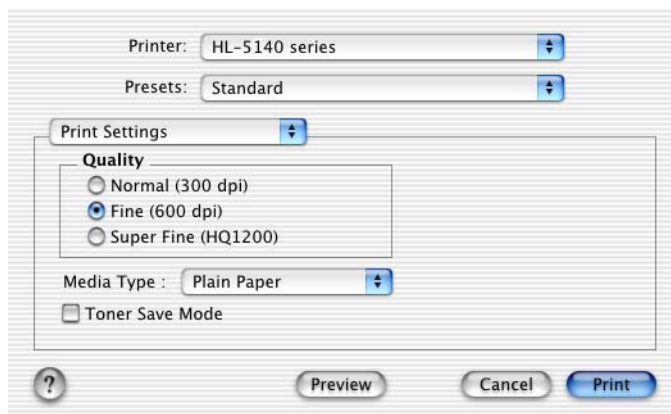 Printer: HL-5140 series
Presets: Standard
Print Settings
Quality
Normal (300 dpi)
Fine (600 dpi)
Super Fine (HQ1200)
Media Type : Plain Paper
Toner Save Mode
? Preview Cancel Print